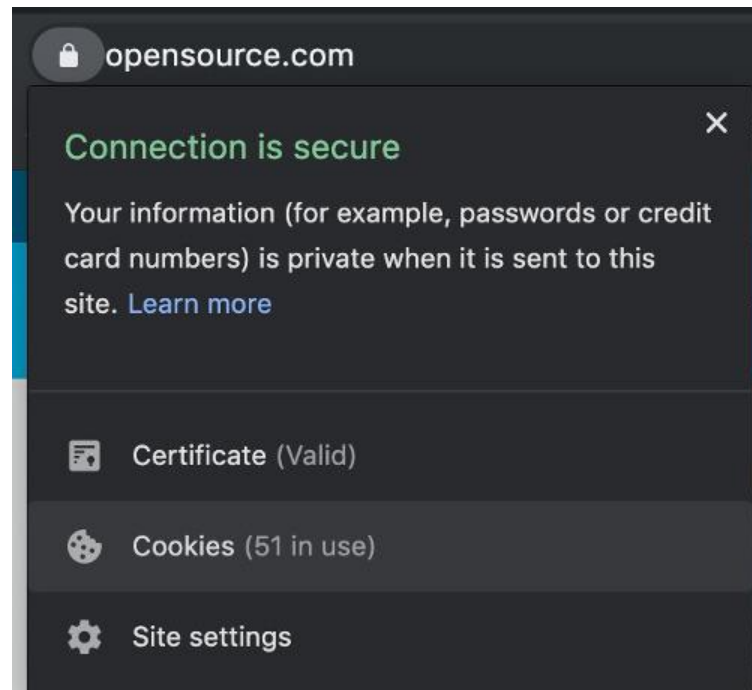 opensource.com
Connection is secure
Your information (for example, passwords or credit
card numbers) is private when it is sent to this
site. Learn more
Certificate (Valid)
Cookies (51 in use)
Site settings